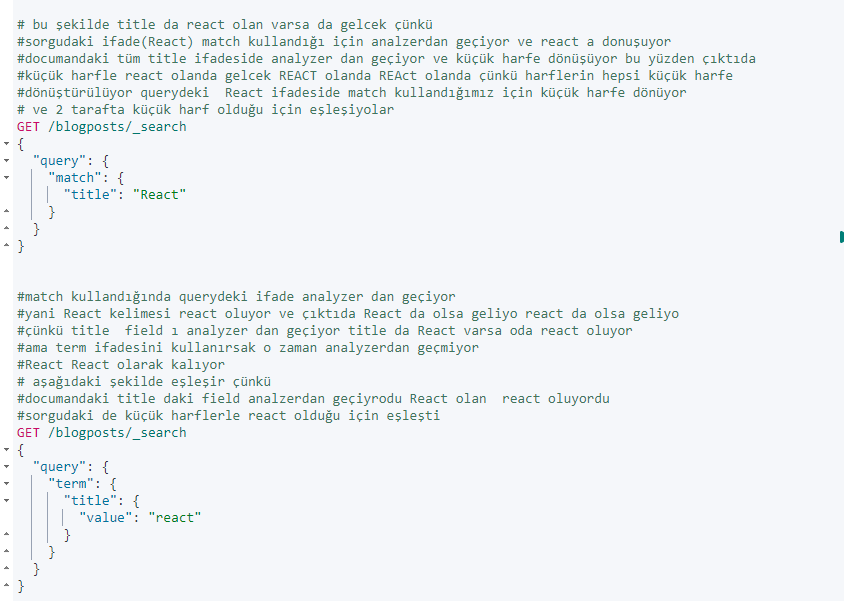 # bu şekilde title da react olan varsa da gelcek çünkü
#sorgudaki ifade(React) match kullandığı için analzerdan geçiyor ve react a donuşuyor
#documandaki tüm title ifadeside analyzer dan geçiyor ve küçük harfe dönüşüyor bu yüzden çıktıda
#küçük harfle react olanda gelcek REACT olanda REAct olanda çünkü harflerin hepsi küçük harfe
#dönüştürülüyor querydeki  React ifadeside match kullandığımız için küçük harfe dönüyor
# ve 2 tarafta küçük harf olduğu için eşleşiyolar
GET /blogposts/_search
{
  "query": {
    "match": {
      "title": "React"
    }
  }
}
#match kullandığında querydeki ifade analyzer dan geçiyor
#yani React kelimesi react oluyor ve çıktıda React da olsa geliyo react da olsa geliyo
#çünkü title  field ı analyzer dan geçiyor title da React varsa oda react oluyor
#ama term ifadesini kullanırsak o zaman analyzerdan geçmiyor
#React React olarak kalıyor
# aşağıdaki şekilde eşleşir çünkü
#documandaki title daki field analzerdan geçiyrodu React olan  react oluyordu
#sorgudaki de küçük harflerle react olduğu için eşleşti
GET /blogposts/_search
{
  "query": {
    "term": {
      "title": {
        "value": "react"
      }
    }
  }
}